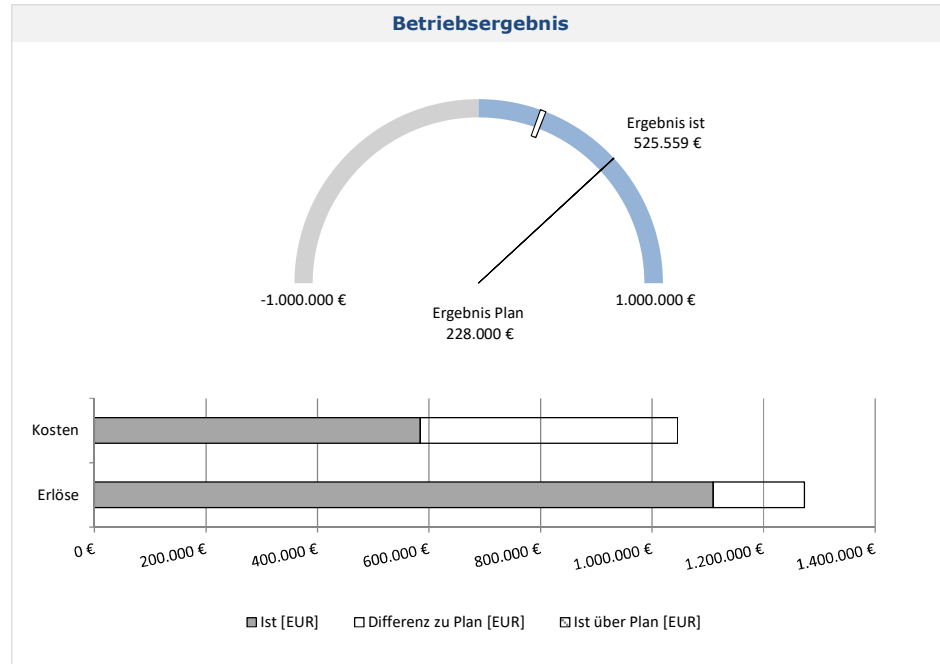 Betriebsergebnis
Ergebnis ist
525.559 €
-1.000.000 €
1.000.000 €
Ergebnis Plan
228.000 €
Kosten
Erlöse
0 €
200.000 €
400.000 €
600.000 €
800.000 €
1.000.000 €
1.200.000 €
1.400.000 €
Ist [EUR]
Differenz zu Plan [EUR]
Ist über Plan [EUR]